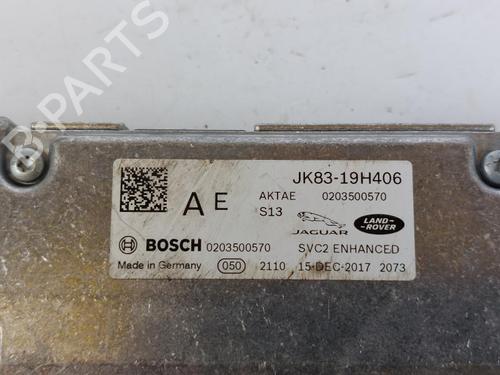 B-PARTS
JK83-19H406
AE
AKTAE 0203500570
S13
JAGUAR
LAND-
ROVER
BOSCH 0203500570 SVC2 ENHANCED
Made in Germany 050 2110 15-DEC-2017 2073